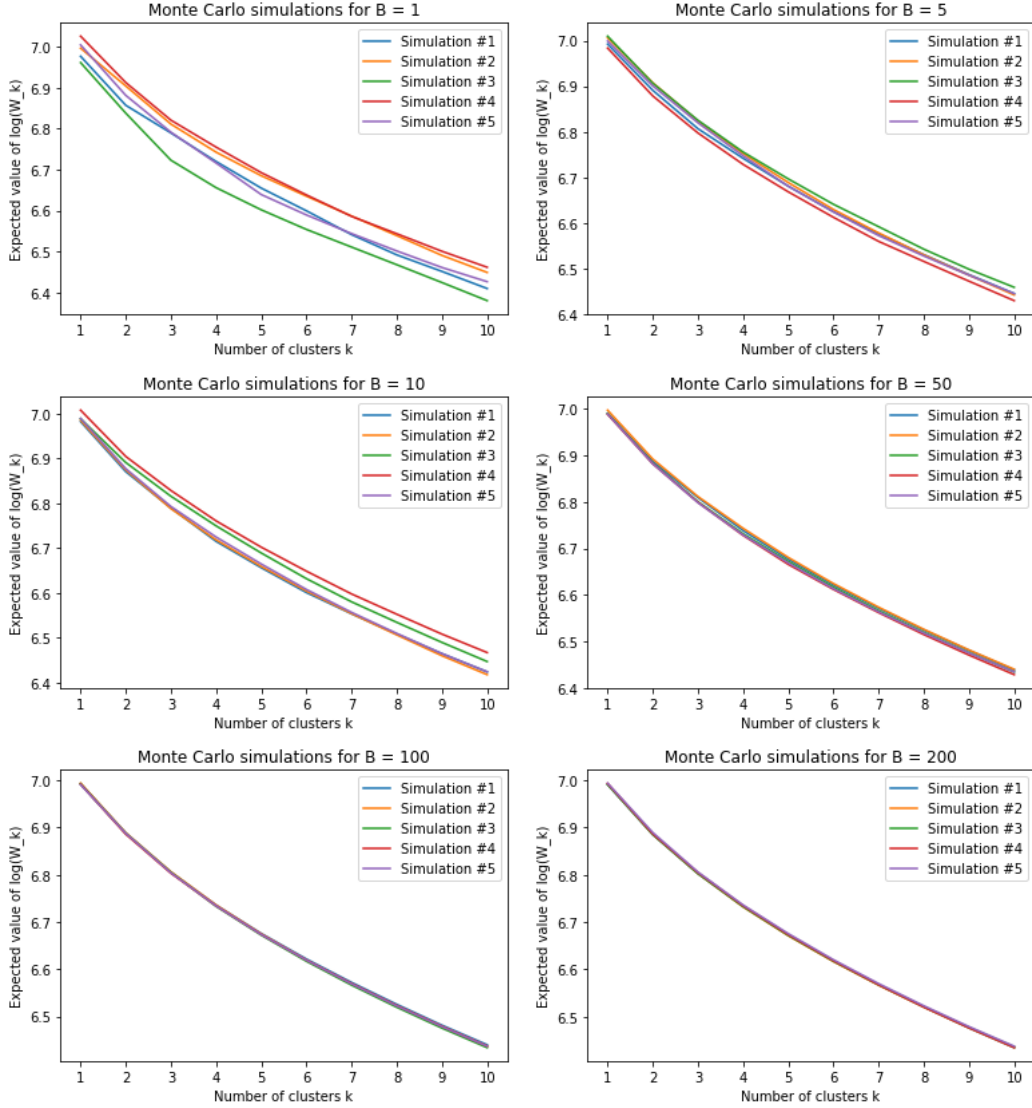 Monte Carlo simulations for B = 1
Expected value of log(W_k)
7.0
6.9
6.8
6.7
6.6
6.5
6.4
Simulation #1
Simulation #2
Simulation #3
Simulation #4
Simulation #5
1 2 3 4 5 6 7 8 9 10
Number of clusters k
Monte Carlo simulations for B = 5
Expected value of log(W_k)
7.0
6.9
6.8
6.7
6.6
6.5
6.4
Simulation #1
Simulation #2
Simulation #3
Simulation #4
Simulation #5
1 2 3 4 5 6 7 8 9 10
Number of clusters k
Monte Carlo simulations for B = 10
Expected value of log(W_k)
7.0
6.9
6.8
6.7
6.6
6.5
6.4
Simulation #1
Simulation #2
Simulation #3
Simulation #4
Simulation #5
1 2 3 4 5 6 7 8 9 10
Number of clusters k
Monte Carlo simulations for B = 50
Expected value of log(W_k)
7.0
6.9
6.8
6.7
6.6
6.5
6.4
Simulation #1
Simulation #2
Simulation #3
Simulation #4
Simulation #5
1 2 3 4 5 6 7 8 9 10
Number of clusters k
Monte Carlo simulations for B = 100
Expected value of log(W_k)
7.0
6.9
6.8
6.7
6.6
6.5
Simulation #1
Simulation #2
Simulation #3
Simulation #4
Simulation #5
1 2 3 4 5 6 7 8 9 10
Number of clusters k
Monte Carlo simulations for B = 200
Expected value of log(W_k)
7.0
6.9
6.8
6.7
6.6
6.5
Simulation #1
Simulation #2
Simulation #3
Simulation #4
Simulation #5
1 2 3 4 5 6 7 8 9 10
Number of clusters k